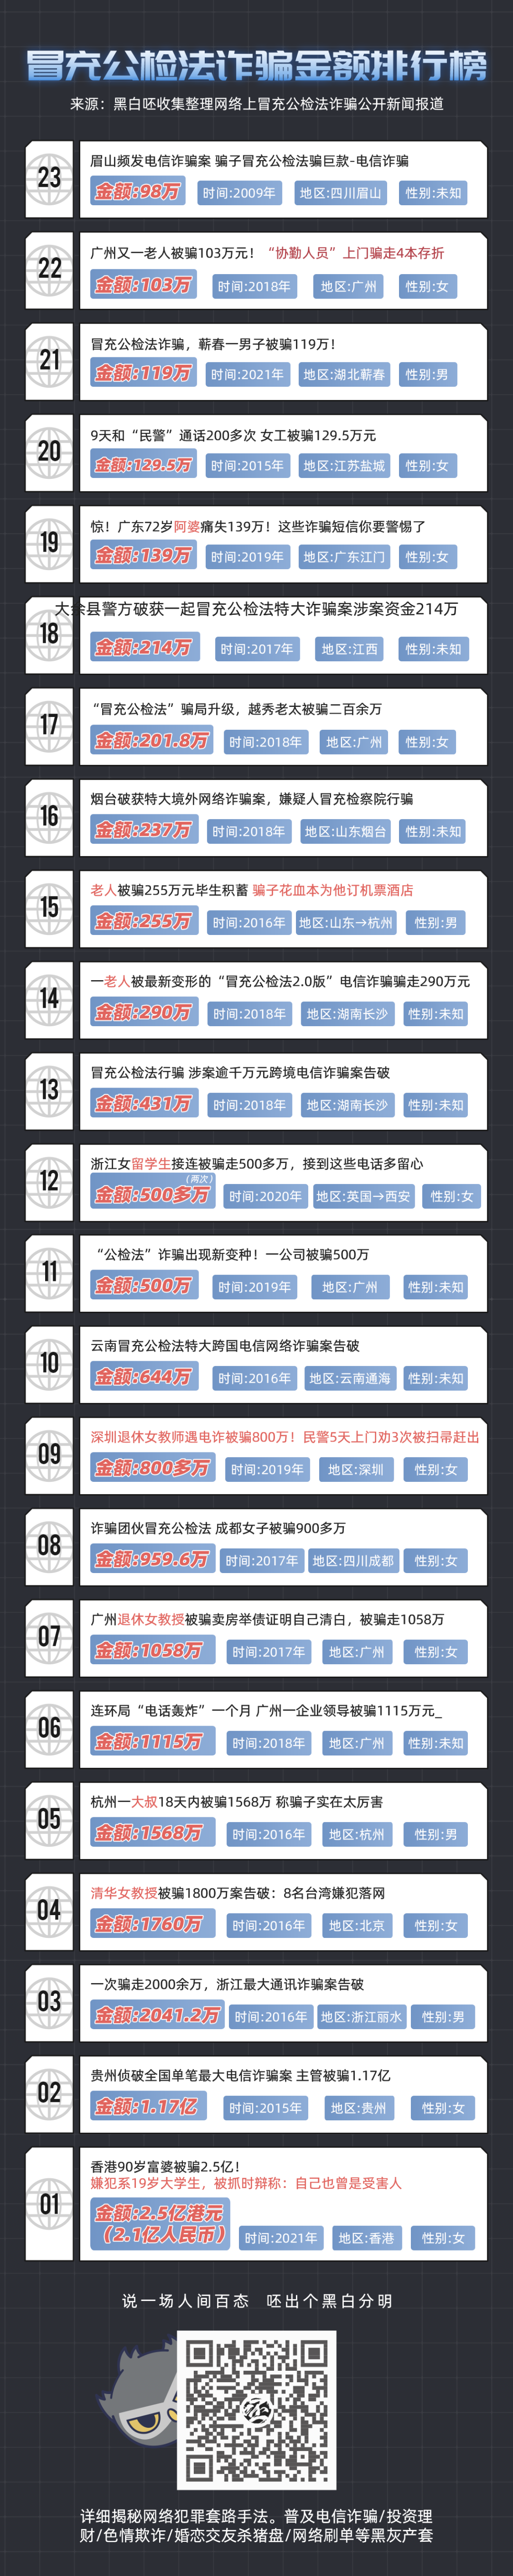 冒充公检法诈骗金额排行榜
来源：黑白呸收集整理网络上冒充公检法诈骗公开新闻报道
23
眉山频发电信诈骗案 骗子冒充公检法骗巨款-电信诈骗
金额:98万 时间:2009年 地区:四川眉山 性别:未知
22
广州又一老人被骗103万元！“协勤人员”上门骗走4本存折
金额:103万 时间:2018年 地区:广州 性别:女
21
冒充公检法诈骗，蕲春一男子被骗119万！
金额:119万 时间:2021年 地区:湖北蕲春 性别:男
20
9天和“民警”通话200多次 女工被骗129.5万元
金额:129.5万 时间:2015年 地区:江苏盐城 性别:女
19
惊！广东72岁阿婆痛失139万！这些诈骗短信你要警惕了
金额:139万 时间:2019年 地区:广东江门 性别:女
18
大余县警方破获一起冒充公检法特大诈骗案涉案资金214万
金额:214万 时间:2017年 地区:江西 性别:未知
17
“冒充公检法”骗局升级，越秀老太被骗二百余万
金额:201.8万 时间:2018年 地区:广州 性别:女
16
烟台破获特大境外网络诈骗案，嫌疑人冒充检察院行骗
金额:237万 时间:2018年 地区:山东烟台 性别:未知
15
老人被骗255万元毕生积蓄 骗子花血本为他订机票酒店
金额:255万 时间:2016年 地区:山东→杭州 性别:男
14
一老人被最新变形的“冒充公检法2.0版”电信诈骗骗走290万元
金额:290万 时间:2018年 地区:湖南长沙 性别:未知
13
冒充公检法行骗 涉案逾千万元跨境电信诈骗案告破
金额:431万 时间:2018年 地区:湖南长沙 性别:未知
12
浙江女留学生接连被骗走500多万，接到这些电话多留心
（两次）
金额:500多万 时间:2020年 地区:英国→西安 性别:女
11
“公检法”诈骗出现新变种！一公司被骗500万
金额:500万 时间:2019年 地区:广州 性别:未知
10
云南冒充公检法特大跨国电信网络诈骗案告破
金额:644万 时间:2016年 地区:云南通海 性别:未知
09
深圳退休女教师遇电诈被骗800万！民警5天上门劝3次被扫帚赶出
金额:800多万 时间:2019年 地区:深圳 性别:女
08
诈骗团伙冒充公检法 成都女子被骗900多万
金额:959.6万 时间:2017年 地区:四川成都 性别:女
07
广州退休女教授被骗卖房举债证明自己清白，被骗走1058万
金额:1058万 时间:2017年 地区:广州 性别:女
06
连环局“电话轰炸”一个月 广州一企业领导被骗1115万元_
金额:1115万 时间:2018年 地区:广州 性别:未知
05
杭州一大叔18天内被骗1568万 称骗子实在太厉害
金额:1568万 时间:2016年 地区:杭州 性别:男
04
清华女教授被骗1800万案告破：8名台湾嫌犯落网
金额:1760万 时间:2016年 地区:北京 性别:女
03
一次骗走2000余万，浙江最大通讯诈骗案告破
金额:2041.2万 时间:2016年 地区:浙江丽水 性别:男
02
贵州侦破全国单笔最大电信诈骗案 主管被骗1.17亿
金额:1.17亿 时间:2015年 地区:贵州 性别:女
01
香港90岁富婆被骗2.5亿！
嫌犯系19岁大学生，被抓时辩称：自己也曾是受害人
金额:2.5亿港元
（2.1亿人民币） 时间:2021年 地区:香港 性别:女
说一场人间百态 呸出个黑白分明
详细揭秘网络犯罪套路手法。普及电信诈骗/投资理
财/色情欺诈/婚恋交友杀猪盘/网络刷单等黑灰产套